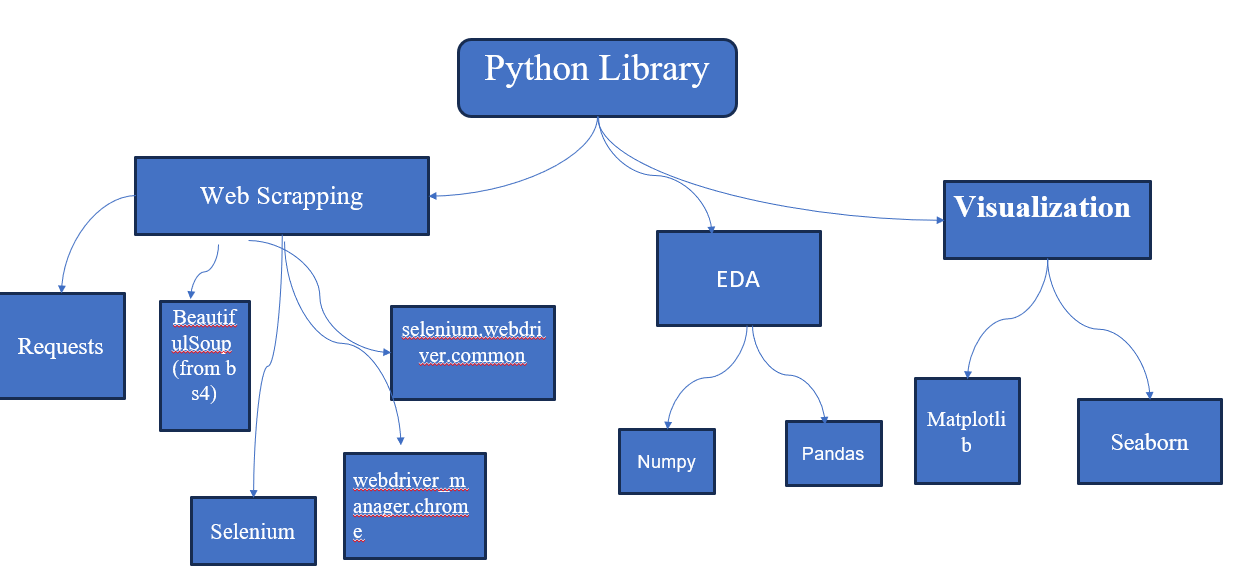 Python Library
Web Scrapping
Visualization
EDA
Requests
Beautif
ulSoup
(from b
s4)
selenium.webdri
ver.common
Selenium
webdriver_m
anager.chrom
e
Numpy
Pandas
Matplotli
b
Seaborn